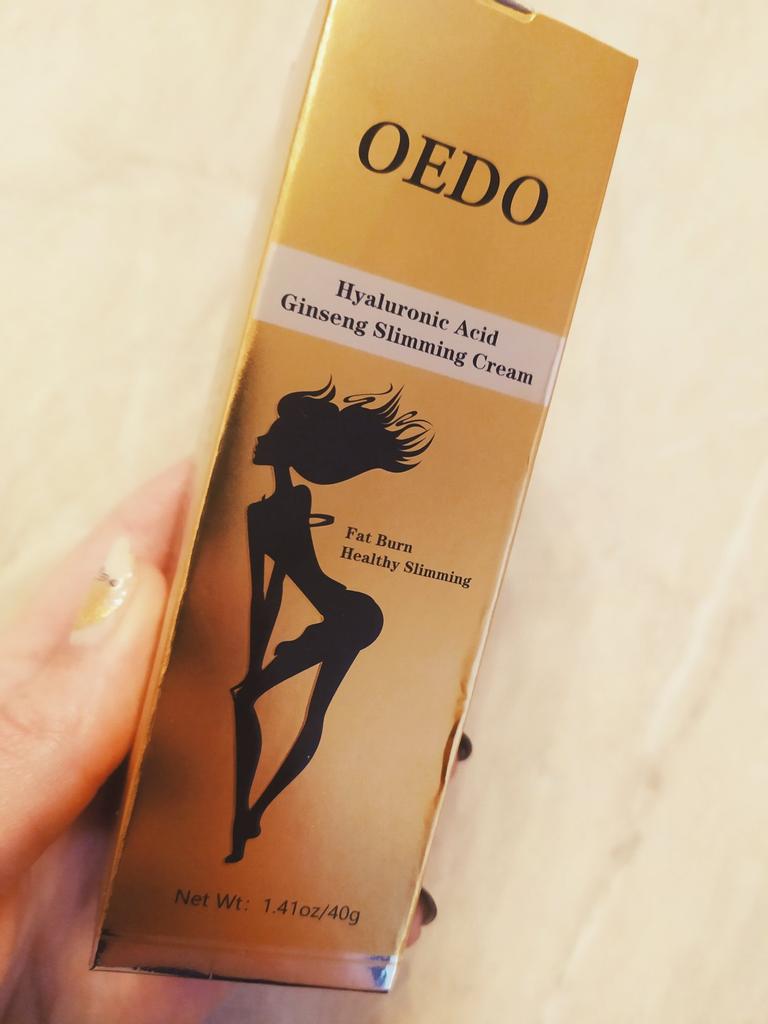 OEDO
Hyaluronic Acid
Ginseng Slimming Cream
Fat Burn
Healthy Slimming
Net Wt: 1.41oz/40g